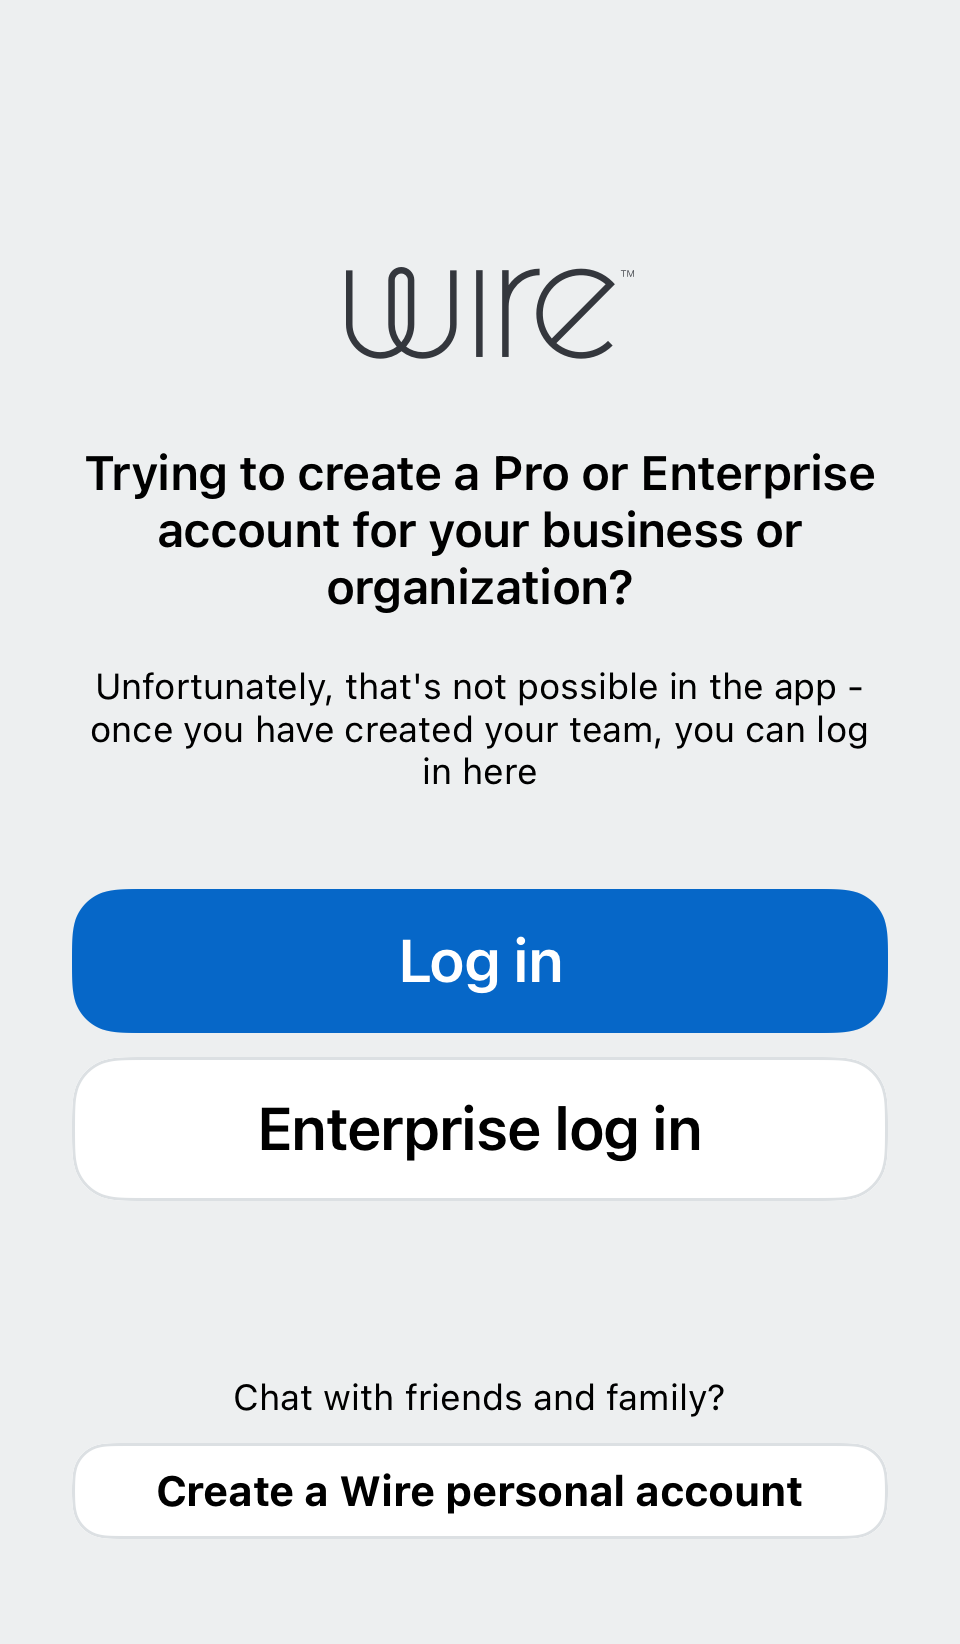 wire™
Trying to create a Pro or Enterprise
account for your business or
organization?
Unfortunately, that's not possible in the app -
once you have created your team, you can log
in here
Log in
Enterprise log in
Chat with friends and family?
Create a Wire personal account